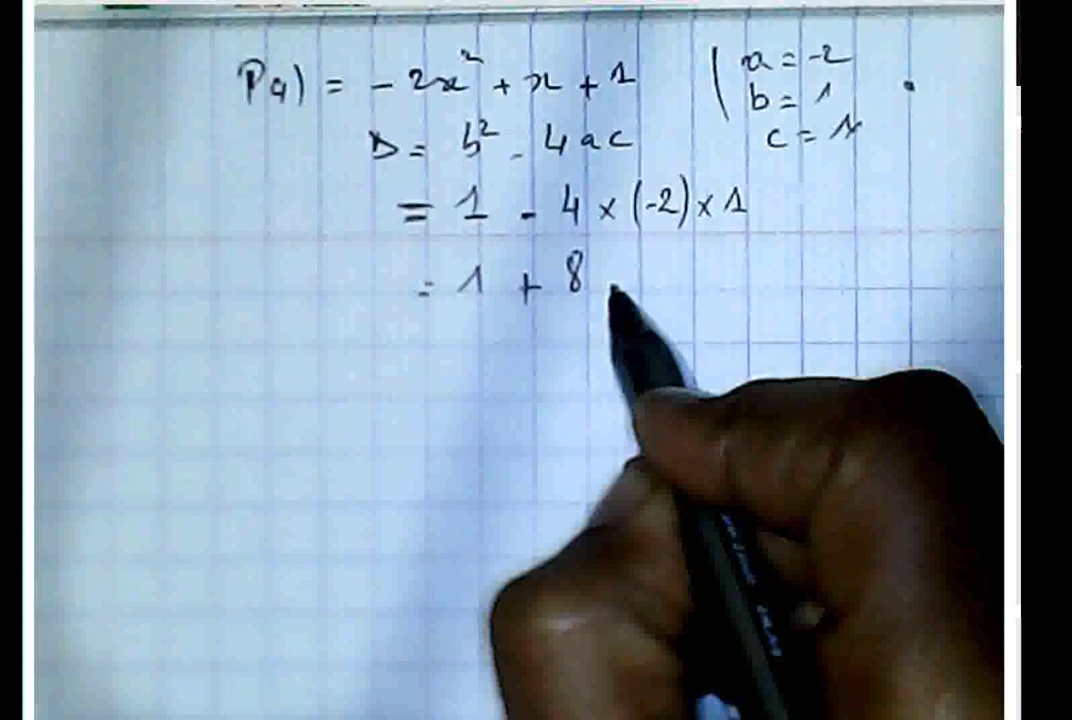 P(x) = - 2x² + x + 1 ( a = -2
b = 1
Δ = b² - 4ac c = 1
= 1 - 4 × (-2) × 1
= 1 + 8